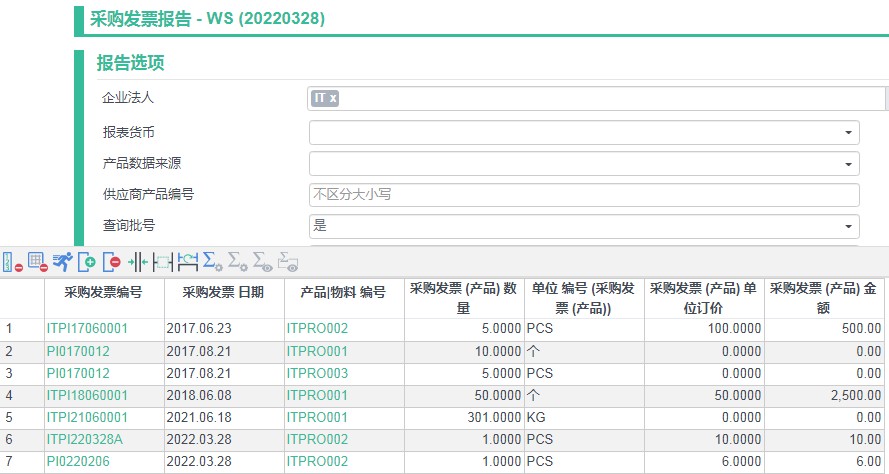 采购发票报告 - WS (20220328)
报告选项
企业法人 IT x
报表货币
产品数据来源
供应商产品编号 不区分大小写
查询批号 是
采购发票编号 采购发票 日期 产品|物料 编号 采购发票 (产品) 数量 单位 编号 (采购发票 (产品)) 采购发票 (产品) 单位订价 采购发票 (产品) 金额
1 ITPI17060001 2017.06.23 ITPRO002 5.0000 PCS 100.0000 500.00
2 PI0170012 2017.08.21 ITPRO001 10.0000 个 0.0000 0.00
3 PI0170012 2017.08.21 ITPRO003 5.0000 PCS 0.0000 0.00
4 ITPI18060001 2018.06.08 ITPRO001 50.0000 个 50.0000 2,500.00
5 ITPI21060001 2021.06.18 ITPRO001 301.0000 KG 0.0000 0.00
6 ITPI220328A 2022.03.28 ITPRO002 1.0000 PCS 10.0000 10.00
7 PI0220206 2022.03.28 ITPRO002 1.0000 PCS 6.0000 6.00